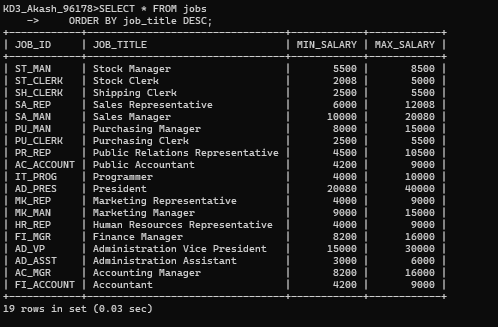 KD3_Akash_96178>SELECT * FROM jobs
    ->     ORDER BY job_title DESC;
+------------+---------------------------------+------------+------------+
| JOB_ID     | JOB_TITLE                       | MIN_SALARY | MAX_SALARY |
+------------+---------------------------------+------------+------------+
| ST_MAN     | Stock Manager                   |       5500 |       8500 |
| ST_CLERK   | Stock Clerk                     |       2008 |       5000 |
| SH_CLERK   | Shipping Clerk                  |       2500 |       5500 |
| SA_REP     | Sales Representative            |       6000 |      12008 |
| SA_MAN     | Sales Manager                   |      10000 |      20080 |
| PU_MAN     | Purchasing Manager              |       8000 |      15000 |
| PU_CLERK   | Purchasing Clerk                |       2500 |       5500 |
| PR_REP     | Public Relations Representative |       4500 |      10500 |
| AC_ACCOUNT | Public Accountant               |       4200 |       9000 |
| IT_PROG    | Programmer                      |       4000 |      10000 |
| AD_PRES    | President                       |      20080 |      40000 |
| MK_REP     | Marketing Representative        |       4000 |       9000 |
| MK_MAN     | Marketing Manager               |       9000 |      15000 |
| HR_REP     | Human Resources Representative  |       4000 |       9000 |
| FI_MGR     | Finance Manager                 |       8200 |      16000 |
| AD_VP      | Administration Vice President   |      15000 |      30000 |
| AD_ASST    | Administration Assistant        |       3000 |       6000 |
| AC_MGR     | Accounting Manager              |       8200 |      16000 |
| FI_ACCOUNT | Accountant                      |       4200 |       9000 |
+------------+---------------------------------+------------+------------+
19 rows in set (0.03 sec)